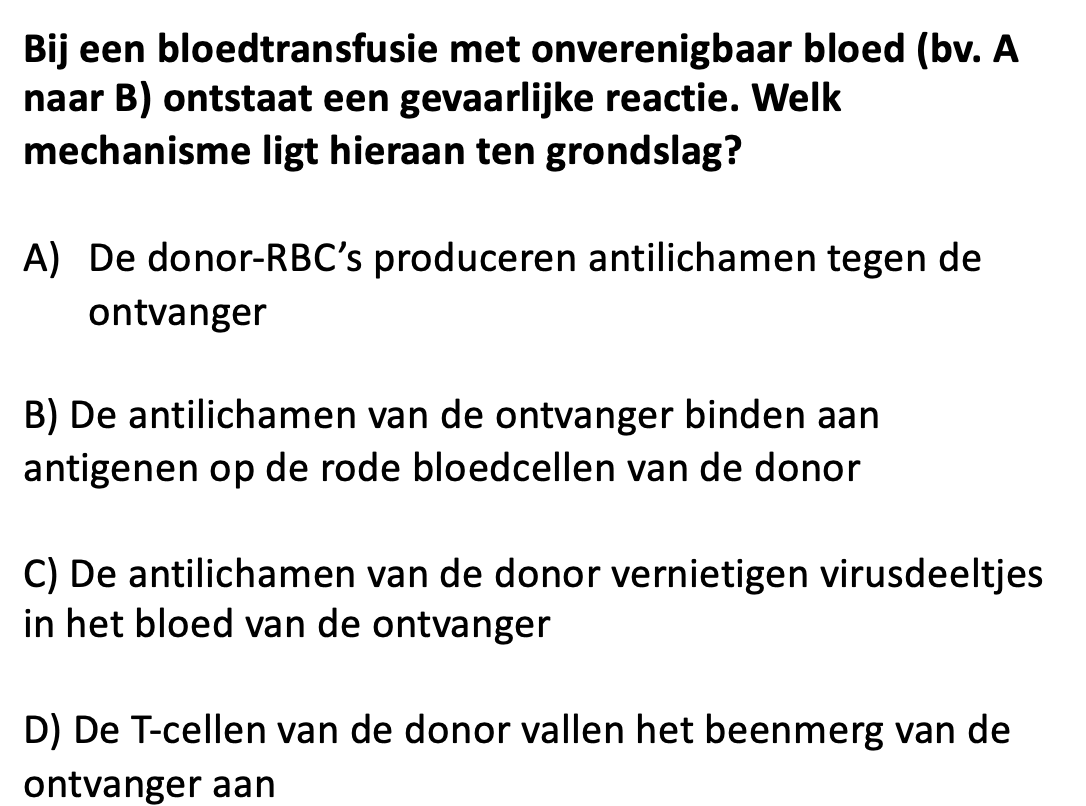 Bij een bloedtransfusie met onverenigbaar bloed (bv. A
naar B) ontstaat een gevaarlijke reactie. Welk
mechanisme ligt hieraan ten grondslag?
A) De donor-RBC’s produceren antilichamen tegen de
ontvanger
B) De antilichamen van de ontvanger binden aan
antigenen op de rode bloedcellen van de donor
C) De antilichamen van de donor vernietigen virusdeeltjes
in het bloed van de ontvanger
D) De T-cellen van de donor vallen het beenmerg van de
ontvanger aan